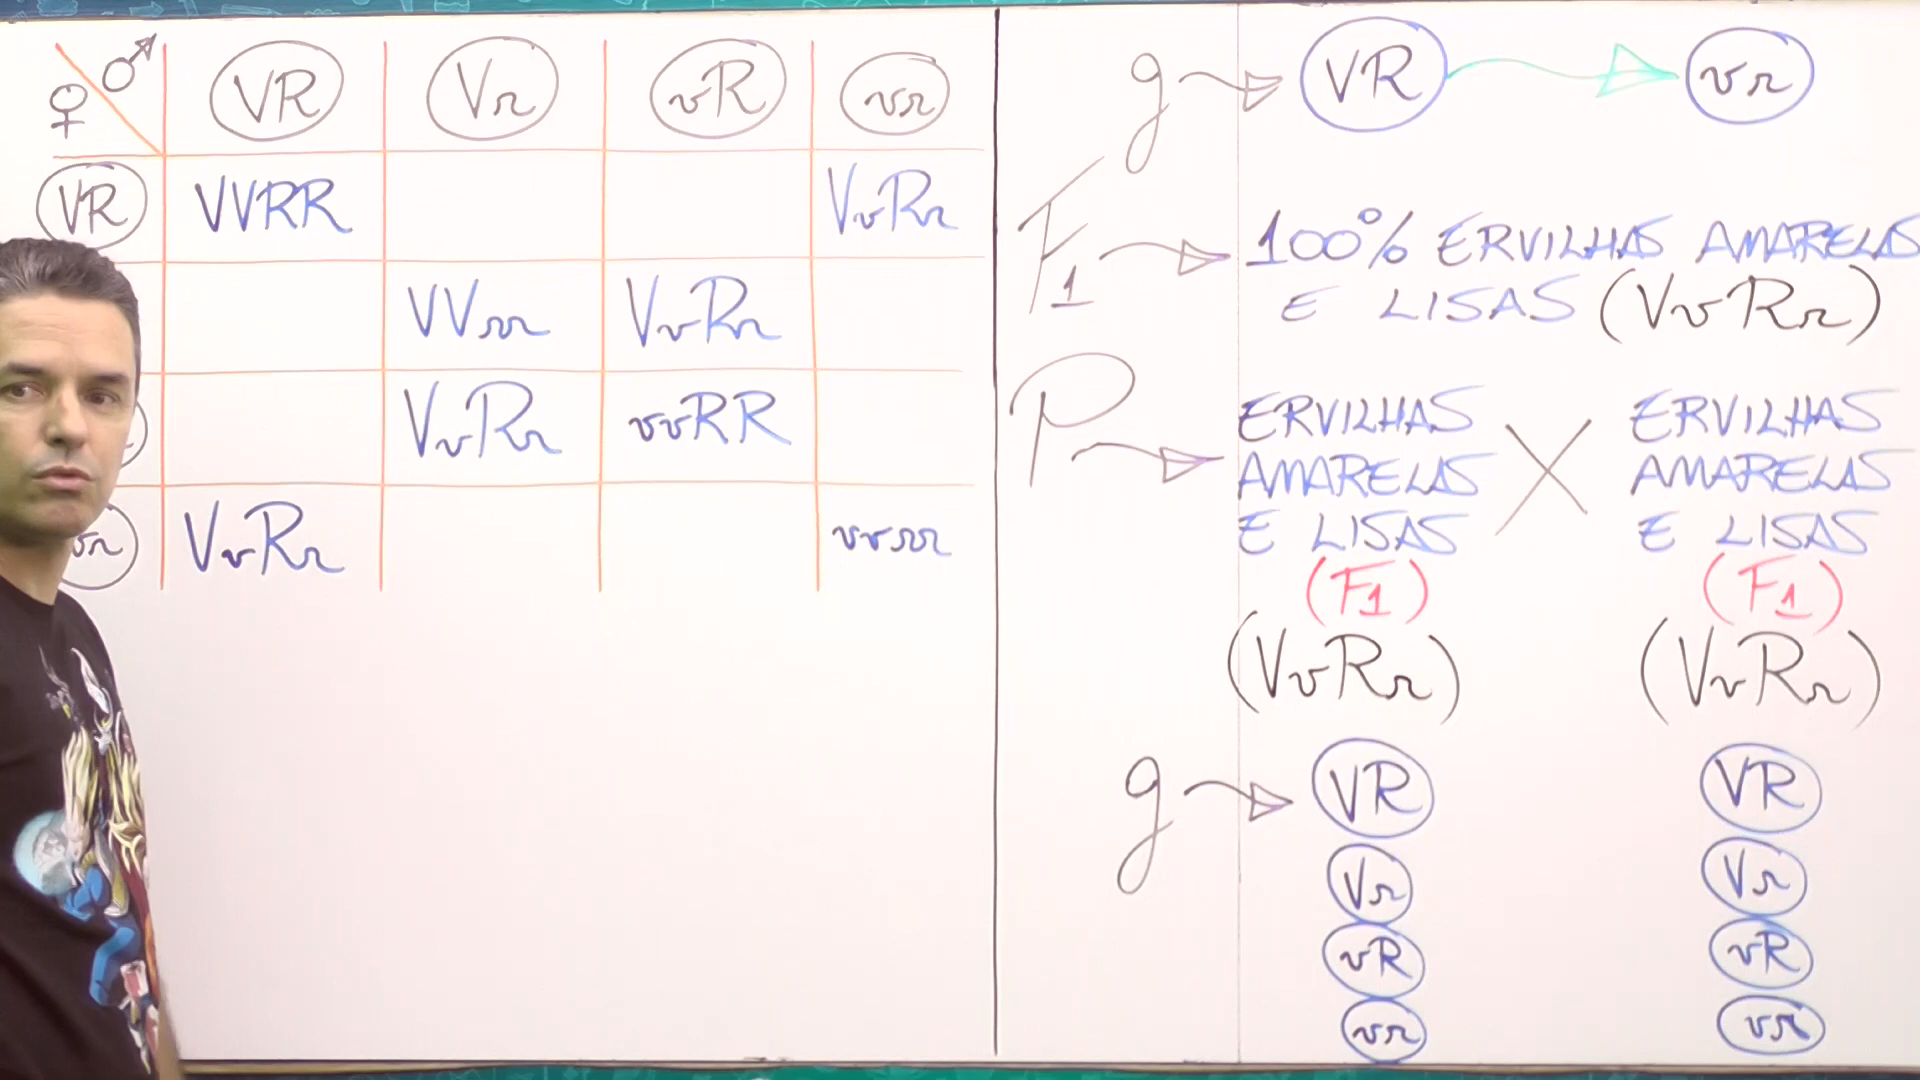 ♀ ♂ VR Vr vR vr
VR VVRR VvRr
VVrr VvRr
VvRr vvRR
vr VvRr vvrr
g VR vr
F1 100% ERVILHAS AMARELAS
E LISAS (VvRr)
P ERVILHAS X ERVILHAS
AMARELAS AMARELAS
E LISAS E LISAS
(F1) (F1)
(VvRr) (VvRr)
g VR VR
Vr Vr
vR vR
vr vr